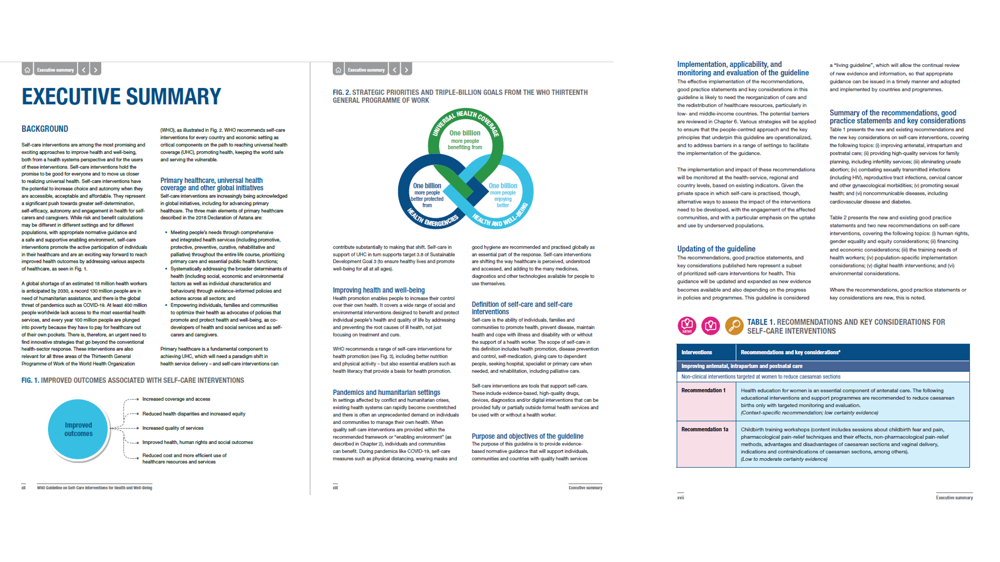 Executive summary
EXECUTIVE SUMMARY
BACKGROUND
Self-care interventions are among the most promising and
exciting approaches to improve health and well-being,
both from a health systems perspective and for the users
of these interventions. Self-care interventions hold the
promise to be good for everyone and to move us closer
to realizing universal health. Self-care interventions have
the potential to increase choice and autonomy when they
are accessible, acceptable and affordable. They represent
a significant push towards greater self-determination,
self-efficacy, autonomy and engagement in health for self-
carers and caregivers. While risk and benefit calculations
may be different in different settings and for different
populations, with appropriate normative guidance and
a safe and supportive enabling environment, self-care
interventions promote the active participation of individuals
in their healthcare and are an exciting way forward to reach
improved health outcomes by addressing various aspects
of healthcare, as seen in Fig. 1.
A global shortage of an estimated 18 million health workers
is anticipated by 2030, a record 130 million people are in
need of humanitarian assistance, and there is the global
threat of pandemics such as COVID-19. At least 400 million
people worldwide lack access to the most essential health
services, and every year 100 million people are plunged
into poverty because they have to pay for healthcare out
of their own pockets. There is, therefore, an urgent need to
find innovative strategies that go beyond the conventional
health-sector response. These interventions are also
relevant for all three areas of the Thirteenth General
Programme of Work of the World Health Organization
(WHO), as illustrated in Fig. 2. WHO recommends self-care
interventions for every country and economic setting as
critical components on the path to reaching universal health
coverage (UHC), promoting health, keeping the world safe
and serving the vulnerable.
Primary healthcare, universal health
coverage and other global initiatives
Self-care interventions are increasingly being acknowledged
in global initiatives, including for advancing primary
healthcare. The three main elements of primary healthcare
described in the 2018 Declaration of Astana are:
• Meeting people's needs through comprehensive
and integrated health services (including promotive,
protective, preventive, curative, rehabilitative and
palliative) throughout the entire life course, prioritizing
primary care and essential public health functions;
• Systematically addressing the broader determinants of
health (including social, economic and environmental
factors as well as individual characteristics and
behaviours) through evidence-informed policies and
actions across all sectors; and
• Empowering individuals, families and communities
to optimize their health as advocates of policies that
promote and protect health and well-being, as co-
developers of health and social services and as self-
carers and caregivers.
Primary healthcare is a fundamental component to
achieving UHC, which will need a paradigm shift in
health service delivery – and self-care interventions can
FIG. 1. IMPROVED OUTCOMES ASSOCIATED WITH SELF-CARE INTERVENTIONS
Improved
outcomes
Increased coverage and access
Reduced health disparities and increased equity
Increased quality of services
Improved health, human rights and social outcomes
Reduced cost and more efficient use of
healthcare resources and services
xii WHO Guideline on Self-Care Interventions for Health and Well-Being
Executive summary
FIG. 2. STRATEGIC PRIORITIES AND TRIPLE-BILLION GOALS FROM THE WHO THIRTEENTH
GENERAL PROGRAMME OF WORK
UNIVERSAL HEALTH COVERAGE
One billion
more people
benefiting from
One billion
more people
better protected
from
HEALTH EMERGENCIES
One billion
more people
enjoying
better
HEALTH AND WELL-BEING
contribute substantially to making that shift. Self-care in
support of UHC in turn supports target 3.8 of Sustainable
Development Goal 3 (to ensure healthy lives and promote
well-being for all at all ages).
Improving health and well-being
Health promotion enables people to increase their control
over their own health. It covers a wide range of social and
environmental interventions designed to benefit and protect
individual people's health and quality of life by addressing
and preventing the root causes of ill health, not just
focusing on treatment and cure.
WHO recommends a range of self-care interventions for
health promotion (see Fig. 3), including better nutrition
and physical activity – but also essential enablers such as
health literacy that provide a basis for health promotion.
Pandemics and humanitarian settings
In settings affected by conflict and humanitarian crises,
existing health systems can rapidly become overstretched
and there is often an unprecedented demand on individuals
and communities to manage their own health. When
quality self-care interventions are provided within the
recommended framework or “enabling environment” (as
described in Chapter 2), individuals and communities
can benefit. During pandemics like COVID-19, self-care
measures such as physical distancing, wearing masks and
good hygiene are recommended and practised globally as
an essential part of the response. Self-care interventions
are shifting the way healthcare is perceived, understood
and accessed, and adding to the many medicines,
diagnostics and other technologies available for people to
use themselves.
Definition of self-care and self-care
interventions
Self-care is the ability of individuals, families and
communities to promote health, prevent disease, maintain
health and cope with illness and disability with or without
the support of a health worker. The scope of self-care in
this definition includes health promotion, disease prevention
and control, self-medication, giving care to dependent
people, seeking hospital, specialist or primary care when
needed, and rehabilitation, including palliative care.
Self-care interventions are tools that support self-care.
These include evidence-based, high-quality drugs,
devices, diagnostics and/or digital interventions that can be
provided fully or partially outside formal health services and
be used with or without a health worker.
Purpose and objectives of the guideline
The purpose of this guideline is to provide evidence-
based normative guidance that will support individuals,
communities and countries with quality health services
xiii Executive summary
Implementation, applicability, and
monitoring and evaluation of the guideline
The effective implementation of the recommendations,
good practice statements and key considerations in this
guideline is likely to need the reorganization of care and
the redistribution of healthcare resources, particularly in
low- and middle-income countries. The potential barriers
are reviewed in Chapter 6. Various strategies will be applied
to ensure that the people-centred approach and the key
principles that underpin this guideline are operationalized,
and to address barriers in a range of settings to facilitate
the implementation of the guidance.
The implementation and impact of these recommendations
will be monitored at the health-service, regional and
country levels, based on existing indicators. Given the
private space in which self-care is practised, though,
alternative ways to assess the impact of the interventions
need to be developed, with the engagement of the affected
communities, and with a particular emphasis on the uptake
and use by underserved populations.
Updating of the guideline
The recommendations, good practice statements, and
key considerations published here represent a subset
of prioritized self-care interventions for health. This
guidance will be updated and expanded as new evidence
becomes available and also depending on the progress
in policies and programmes. This guideline is considered
a “living guideline”, which will allow the continual review
of new evidence and information, so that appropriate
guidance can be issued in a timely manner and adopted
and implemented by countries and programmes.
Summary of the recommendations, good
practice statements and key considerations
Table 1 presents the new and existing recommendations and
the new key considerations on self-care interventions, covering
the following topics: (i) improving antenatal, intrapartum and
postnatal care; (ii) providing high-quality services for family
planning, including infertility services; (iii) eliminating unsafe
abortion; (iv) combating sexually transmitted infections
(including HIV), reproductive tract infections, cervical cancer
and other gynaecological morbidities; (v) promoting sexual
health; and (vi) noncommunicable diseases, including
cardiovascular disease and diabetes.
Table 2 presents the new and existing good practice
statements and two new recommendations on self-care
interventions, covering the following topics: (i) human rights,
gender equality and equity considerations; (ii) financing
and economic considerations; (iii) the training needs of
health workers; (iv) population-specific implementation
considerations; (v) digital health interventions; and (vi)
environmental considerations.
Where the recommendations, good practice statements or
key considerations are new, this is noted.
NEW!
TABLE 1. RECOMMENDATIONS AND KEY CONSIDERATIONS FOR
SELF-CARE INTERVENTIONS
Interventions Recommendations and key considerationsª
Improving antenatal, intrapartum and postnatal care
Non-clinical interventions targeted at women to reduce caesarean sections
Recommendation 1 Health education for women is an essential component of antenatal care. The following
educational interventions and support programmes are recommended to reduce caesarean
births only with targeted monitoring and evaluation.
(Context-specific recommendation; low certainty evidence)
Recommendation 1a Childbirth training workshops (content includes sessions about childbirth fear and pain,
pharmacological pain-relief techniques and their effects, non-pharmacological pain-relief
methods, advantages and disadvantages of caesarean sections and vaginal delivery,
indications and contraindications of caesarean sections, among others).
(Low to moderate certainty evidence)
xvii Executive summary